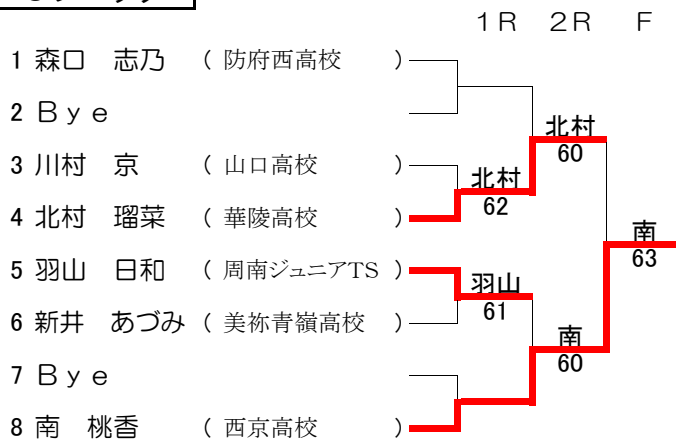 1R 2R F
1 森口 志乃 ( 防府西高校 )
2 Bye
北村
60
3 川村 京 ( 山口高校 )
北村
62
4 北村 瑠菜 ( 華陵高校 )
南
63
5 羽山 日和 ( 周南ジュニアTS )
羽山
61
6 新井 あづみ ( 美祢青嶺高校 )
南
60
7 Bye
8 南 桃香 ( 西京高校 )